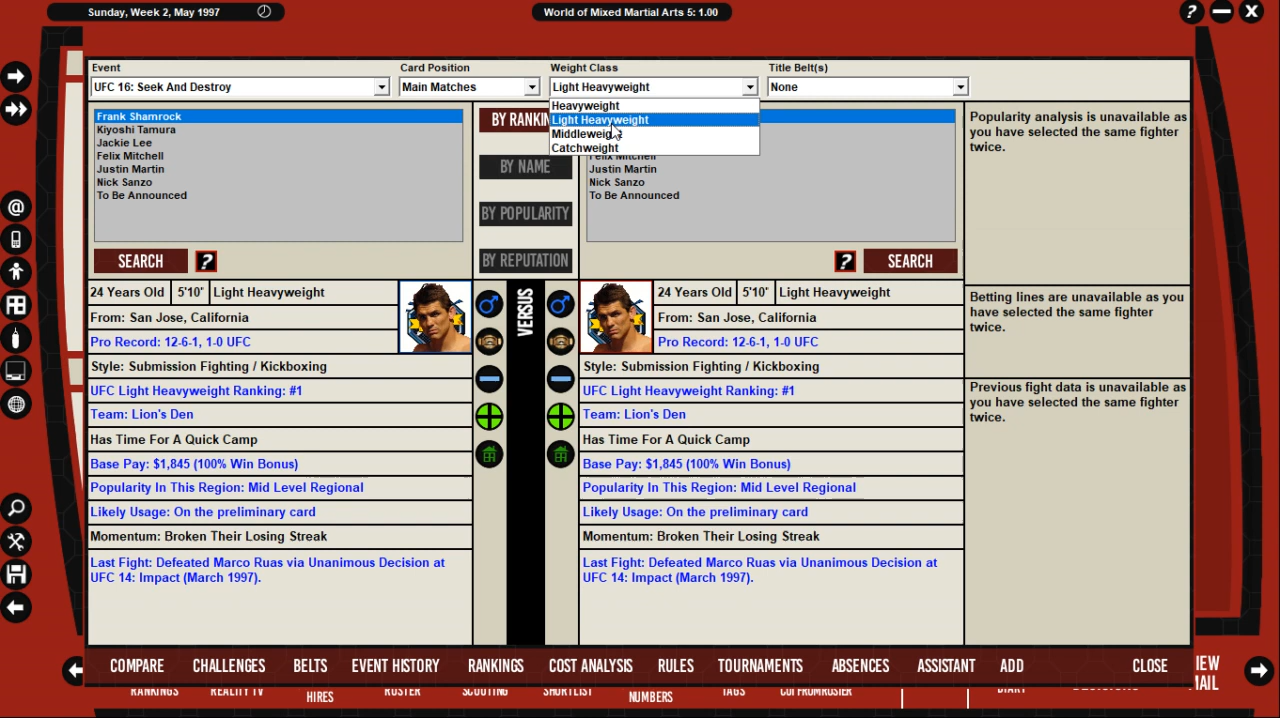 Sunday, Week 2, May 1997
World of Mixed Martial Arts 5: 1.00
?
X
Event
Card Position
Weight Class
Title Belt(s)
UFC 16: Seek And Destroy
Main Matches
Light Heavyweight
None
Heavyweight
Light Heavyweight
Middleweight
Catchweight
Frank Shamrock
Kiyoshi Tamura
Jackie Lee
Felix Mitchell
Justin Martin
Nick Sanzo
To Be Announced
SEARCH
?
BY RANKIN
BY NAME
BY POPULARITY
BY REPUTATION
Felix Mitchell
Justin Martin
Nick Sanzo
To Be Announced
?
SEARCH
Popularity analysis is unavailable as
you have selected the same fighter
twice.
24 Years Old
5'10'
Light Heavyweight
From: San Jose, California
Pro Record: 12-6-1, 1-0 UFC
Style: Submission Fighting / Kickboxing
UFC Light Heavyweight Ranking: #1
Team: Lion's Den
Has Time For A Quick Camp
Base Pay: $1,845 (100% Win Bonus)
Popularity In This Region: Mid Level Regional
Likely Usage: On the preliminary card
Momentum: Broken Their Losing Streak
Last Fight: Defeated Marco Ruas via Unanimous Decision at
UFC 14: Impact (March 1997).
VERSUS
24 Years Old
5'10'
Light Heavyweight
From: San Jose, California
Pro Record: 12-6-1, 1-0 UFC
Style: Submission Fighting / Kickboxing
UFC Light Heavyweight Ranking: #1
Team: Lion's Den
Has Time For A Quick Camp
Base Pay: $1,845 (100% Win Bonus)
Popularity In This Region: Mid Level Regional
Likely Usage: On the preliminary card
Momentum: Broken Their Losing Streak
Last Fight: Defeated Marco Ruas via Unanimous Decision at
UFC 14: Impact (March 1997).
Betting lines are unavailable as you
have selected the same fighter
twice.
Previous fight data is unavailable as
you have selected the same fighter
twice.
@
COMPARE
CHALLENGES
BELTS
EVENT HISTORY
RANKINGS
COST ANALYSIS
RULES
TOURNAMENTS
ABSENCES
ASSISTANT
ADD
CLOSE
IEW
MAIL
RANKINGS
REALITY TV
HIRES
ROSTER
SCOUTING
SHORTLIST
NUMBERS
TAGS
DIARY